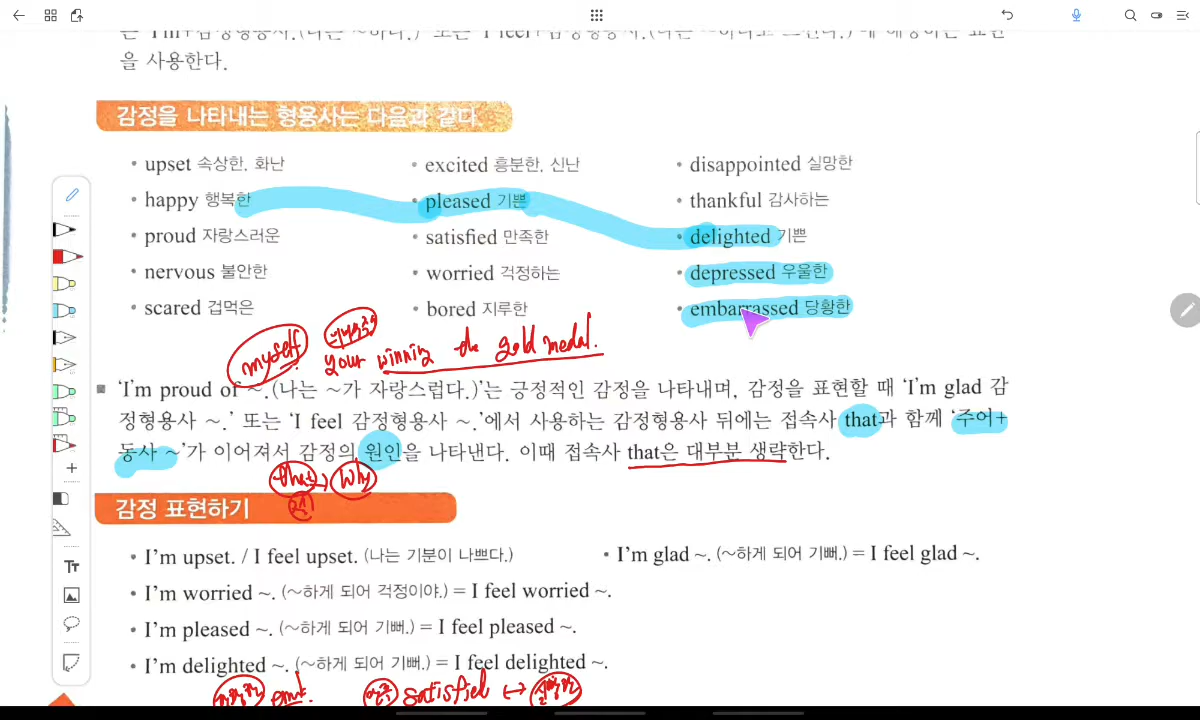 을 사용한다.
감정을 나타내는 형용사는 다음과 같다.
• upset 속상한, 화난
• excited 흥분한, 신난
• disappointed 실망한
• happy 행복한
• pleased 기쁜
• thankful 감사하는
• proud 자랑스러운
• satisfied 만족한
• delighted 기쁜
• nervous 불안한
• worried 걱정하는
• depressed 우울한
• scared 겁먹은
• bored 지루한
• embarrassed 당황한
myself
your winning the gold medal.
■ ‘I'm proud of ~.(나는 ~가 자랑스럽다.)’는 긍정적인 감정을 나타내며, 감정을 표현할 때 ‘I'm glad 감
정형용사 ~.’ 또는 ‘I feel 감정형용사 ~.’에서 사용하는 감정형용사 뒤에는 접속사 that과 함께 ‘주어+
동사 ~’가 이어져서 감정의 원인을 나타낸다. 이때 접속사 that은 대부분 생략한다.
that → Why
감정 표현하기
• I'm upset. / I feel upset. (나는 기분이 나쁘다.)
• I'm glad ~. (~하게 되어 기뻐.) = I feel glad ~.
• I'm worried ~. (~하게 되어 걱정이야.) = I feel worried ~.
• I'm pleased ~. (~하게 되어 기뻐.) = I feel pleased ~.
• I'm delighted ~. (~하게 되어 기뻐.) = I feel delighted ~.
satisfied ↔
Tт